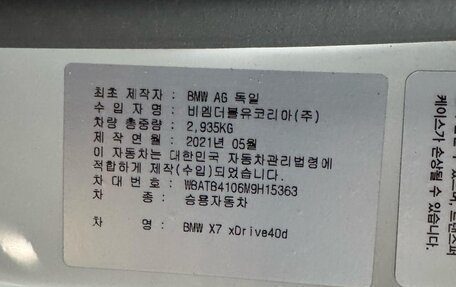 최초 제작자 : BMW AG 독일
수 입 자 명 : 비엠더블유코리아(주)
차량 총중량 : 2,935KG
제 작 연 월 : 2021년 05월
이 자동차는 대한민국 자동차관리법령에
적합하게 제작(수입)되었습니다.
차 대 번 호 : WBATB4106M9H15363
차 종 : 승용자동차
차 명 : BMW X7 xDrive40d
케이스가 손상될 수 있습니다.